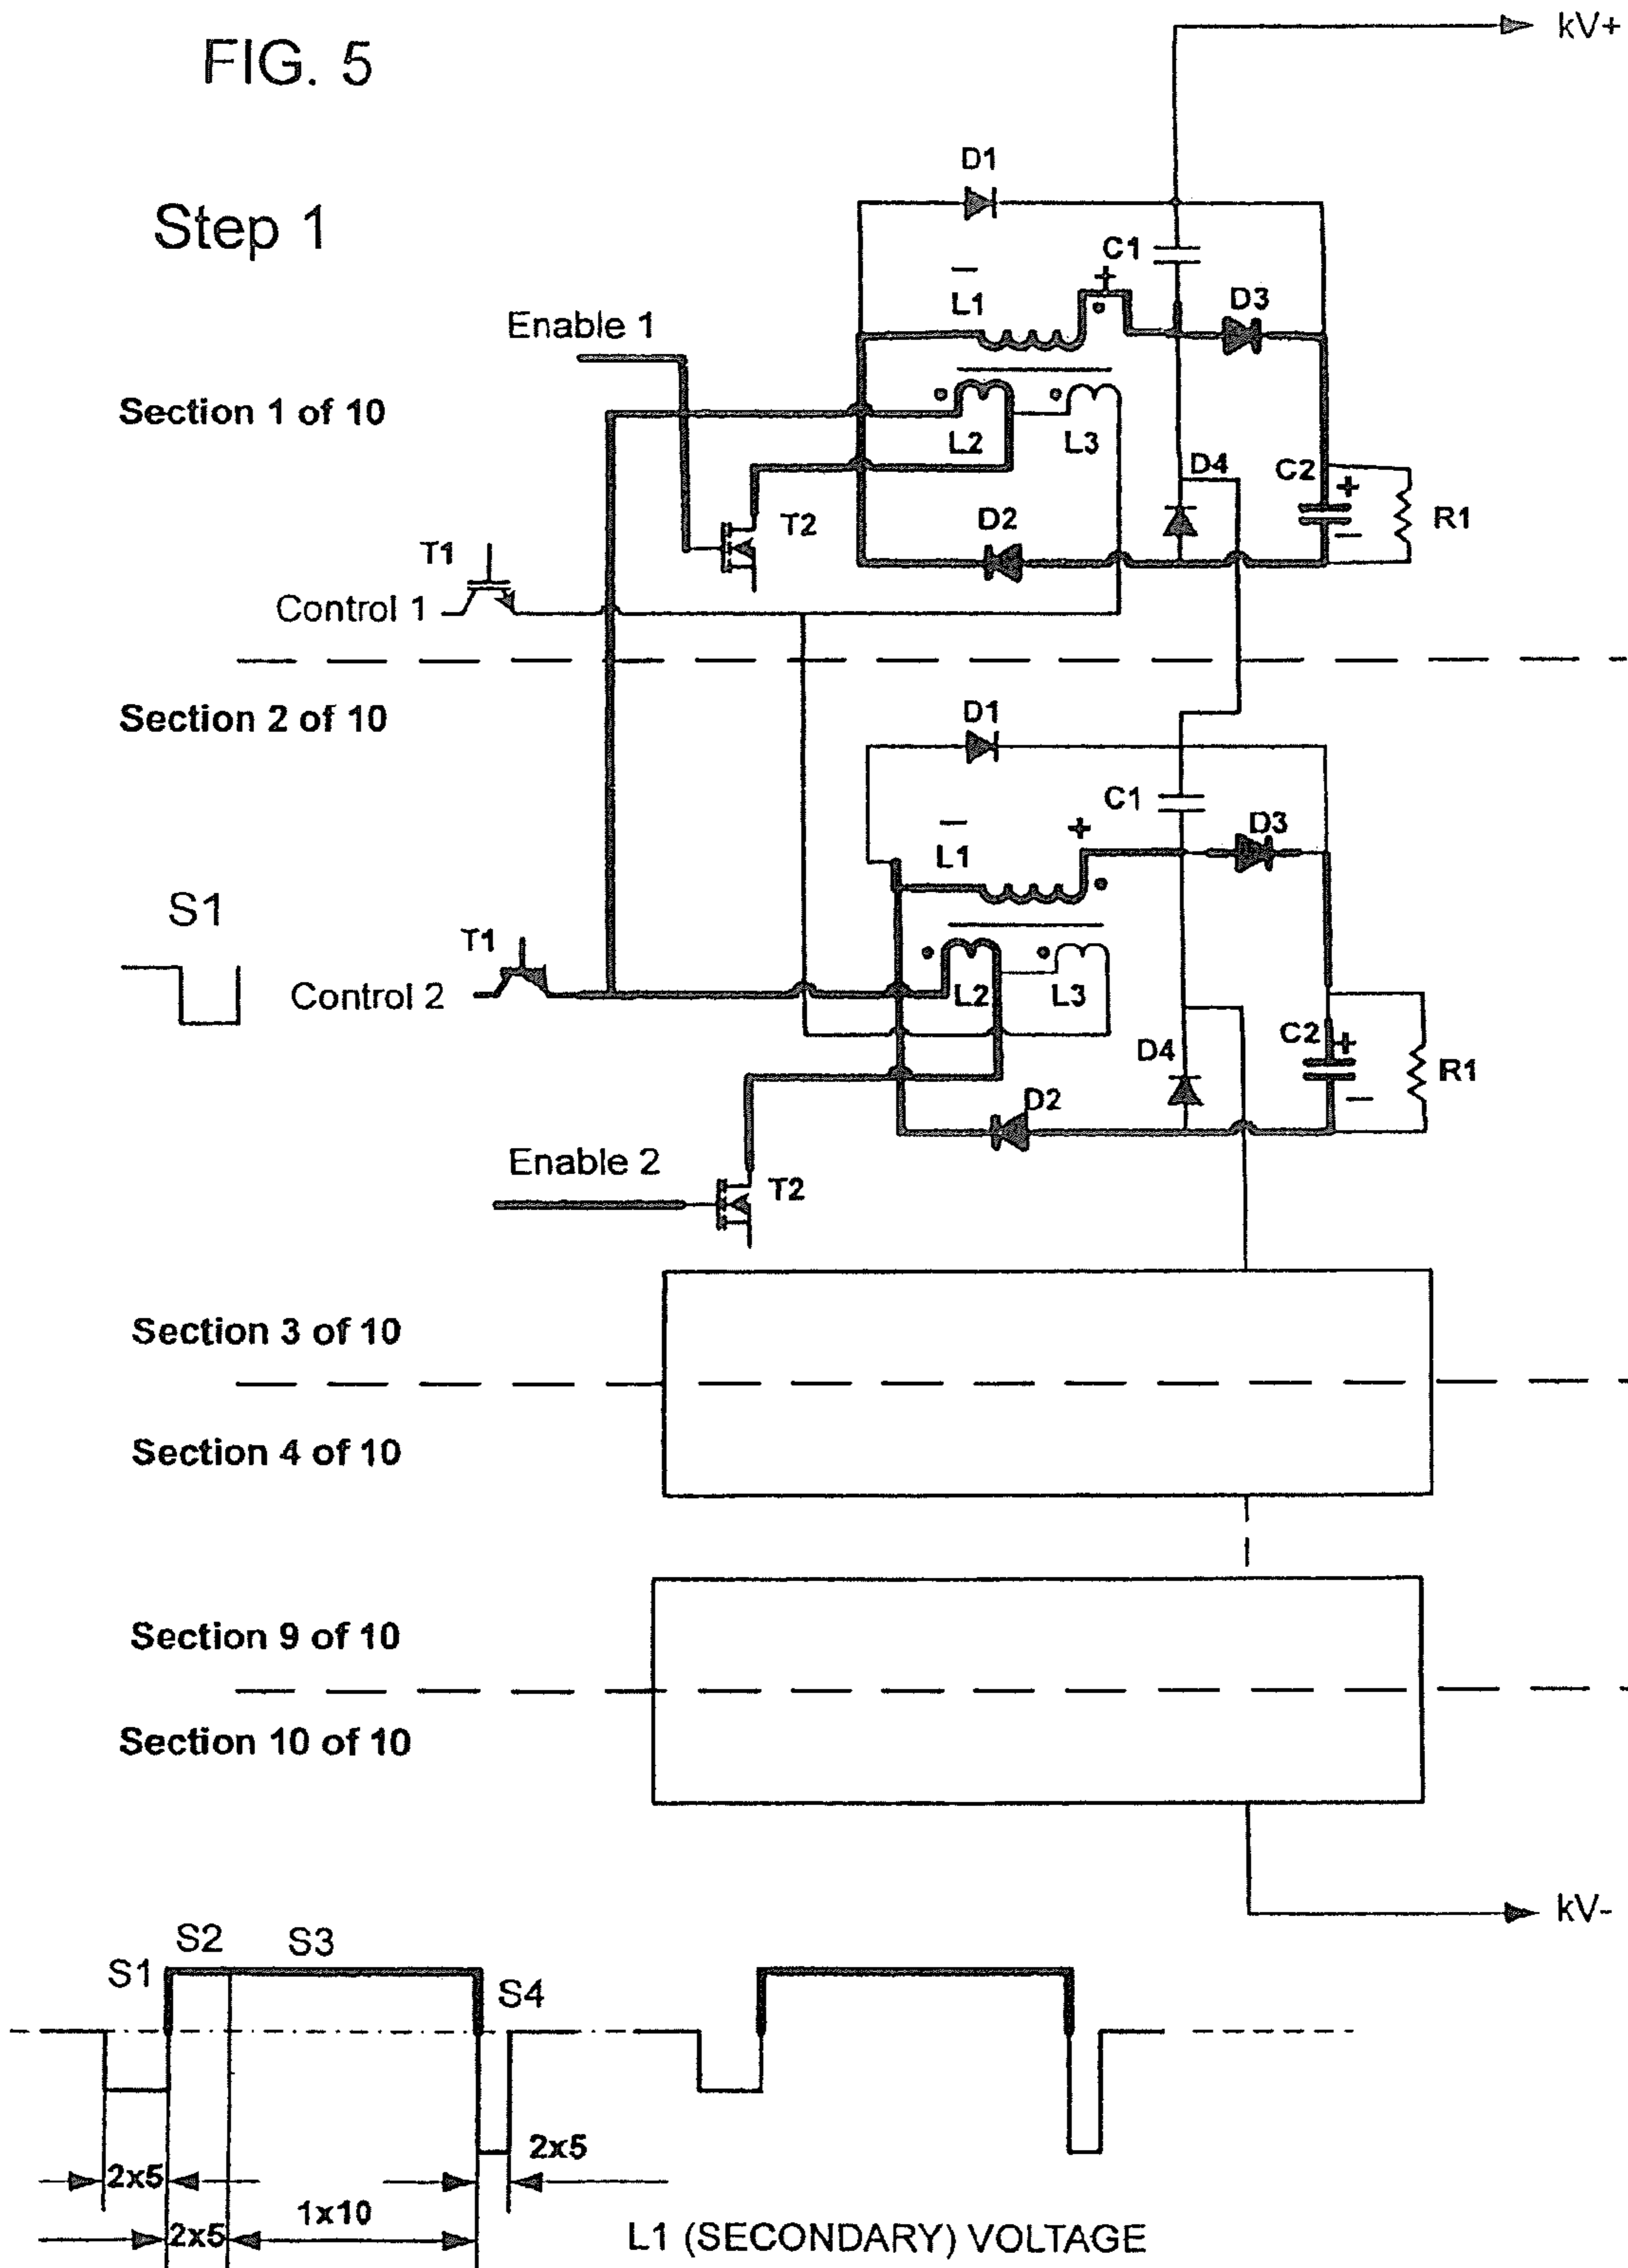 FIG. 5
kV+
Step 1
D1
C1
−
+
L1
D3
Enable 1
Section 1 of 10
L2
L3
D4
C2
+
−
R1
T2
D2
T1
Control 1
Section 2 of 10
D1
C1
−
+
L1
D3
S1
T1
Control 2
L2
L3
D4
C2
+
−
R1
D2
Enable 2
T2
Section 3 of 10
Section 4 of 10
Section 9 of 10
Section 10 of 10
kV-
S1
S2
S3
S4
2x5
2x5
2x5
1x10
L1 (SECONDARY) VOLTAGE